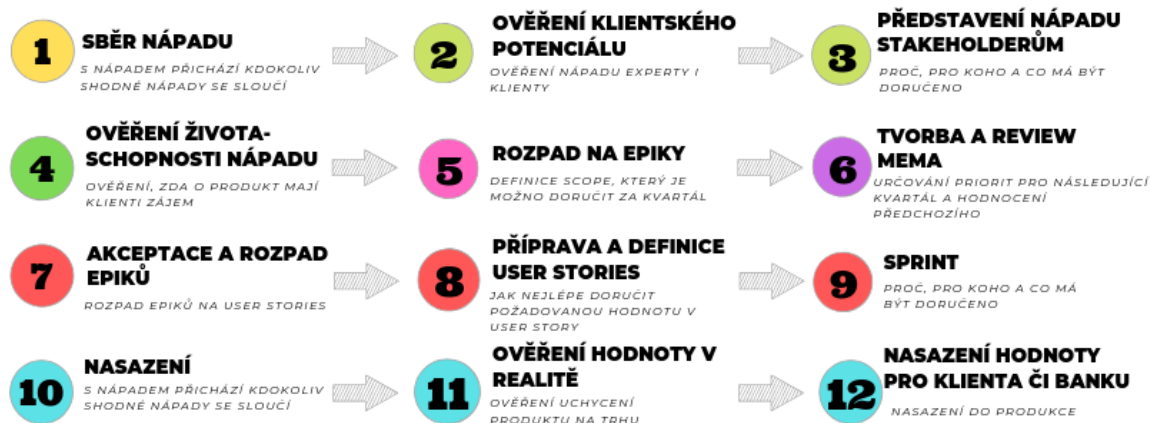 1
SBĚR NÁPADU
S NÁPADEM PŘICHÁZÍ KDOKOLIV
SHODNÉ NÁPADY SE SLOUČÍ
2
OVĚŘENÍ KLIENTSKÉHO
POTENCIÁLU
OVĚŘENÍ NÁPADU EXPERTY I
KLIENTY
3
PŘEDSTAVENÍ NÁPADU
STAKEHOLDERŮM
PROČ, PRO KOHO A CO MÁ BÝT
DORUČENO
4
OVĚŘENÍ ŽIVOTA-
SCHOPNOSTI NÁPADU
OVĚŘENÍ, ZDA O PRODUKT MAJÍ
KLIENTI ZÁJEM
5
ROZPAD NA EPIKY
DEFINICE SCOPE, KTERÝ JE
MOŽNO DORUČIT ZA KVARTÁL
6
TVORBA A REVIEW
MEMA
URČOVÁNÍ PRIORIT PRO NÁSLEDUJÍCÍ
KVARTÁL A HODNOCENÍ
PŘEDCHOZÍHO
7
AKCEPTACE A ROZPAD
EPIKŮ
ROZPAD EPIKŮ NA USER STORIES
8
PŘÍPRAVA A DEFINICE
USER STORIES
JAK NEJLÉPE DORUČIT
POŽADOVANOU HODNOTU V
USER STORY
9
SPRINT
PROČ, PRO KOHO A CO MÁ
BÝT DORUČENO
10
NASAZENÍ
S NÁPADEM PŘICHÁZÍ KDOKOLIV
SHODNÉ NÁPADY SE SLOUČÍ
11
OVĚŘENÍ HODNOTY V
REALITĚ
OVĚŘENÍ UCHYCENÍ
PRODUKTU NA TRHU
12
NASAZENÍ HODNOTY
PRO KLIENTA ČI BANKU
NASAZENÍ DO PRODUKCE